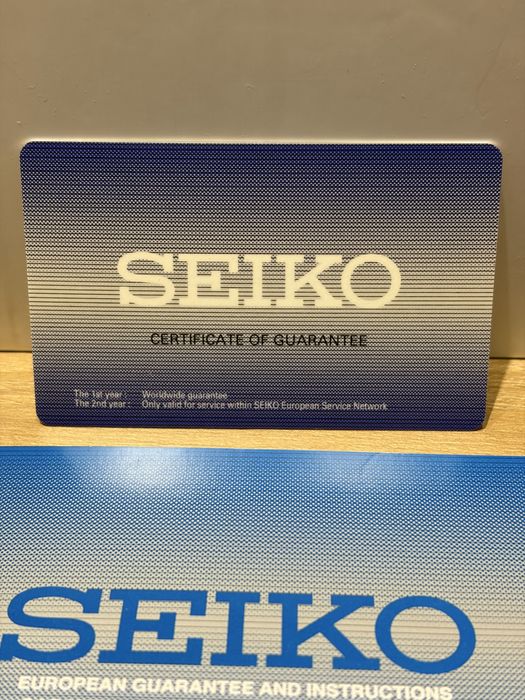 SEIKO
CERTIFICATE OF GUARANTEE
The 1st year : Worldwide guarantee
The 2nd year : Only valid for service within SEIKO European Service Network
SEIKO
EUROPEAN GUARANTEE AND INSTRUCTIONS